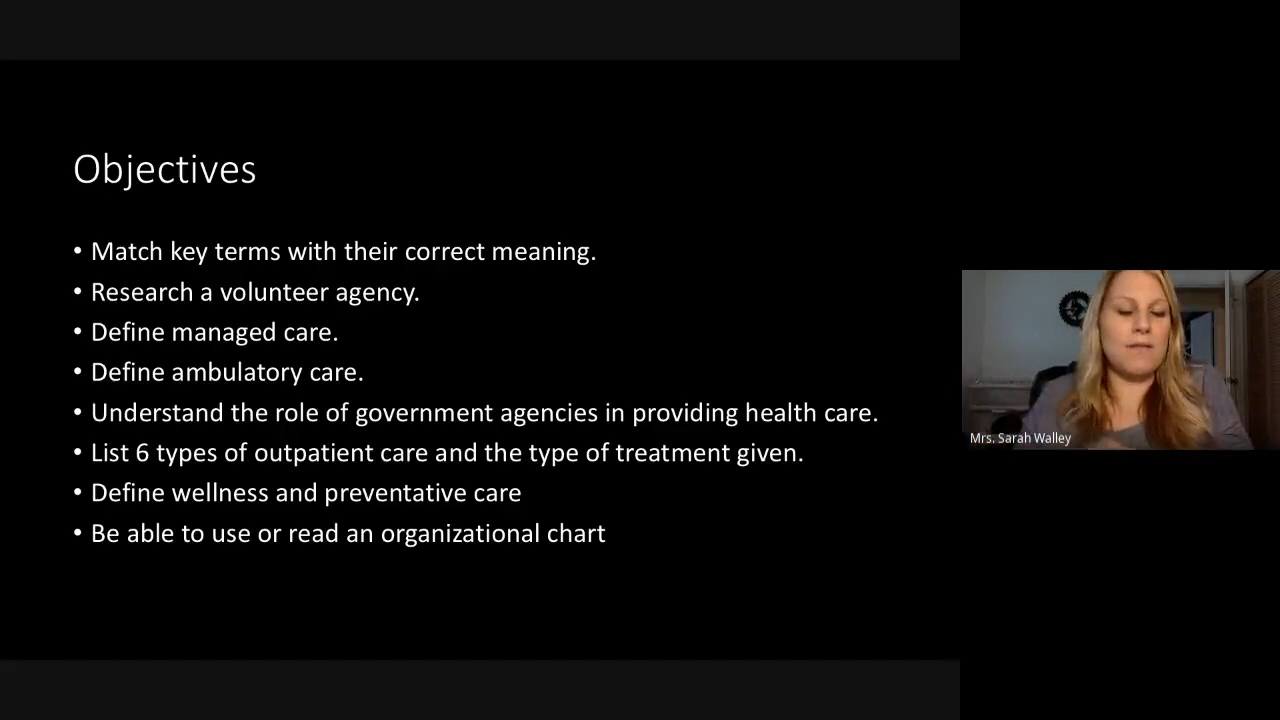 Objectives
• Match key terms with their correct meaning.
• Research a volunteer agency.
• Define managed care.
• Define ambulatory care.
• Understand the role of government agencies in providing health care.
• List 6 types of outpatient care and the type of treatment given.
• Define wellness and preventative care
• Be able to use or read an organizational chart
Mrs. Sarah Walley